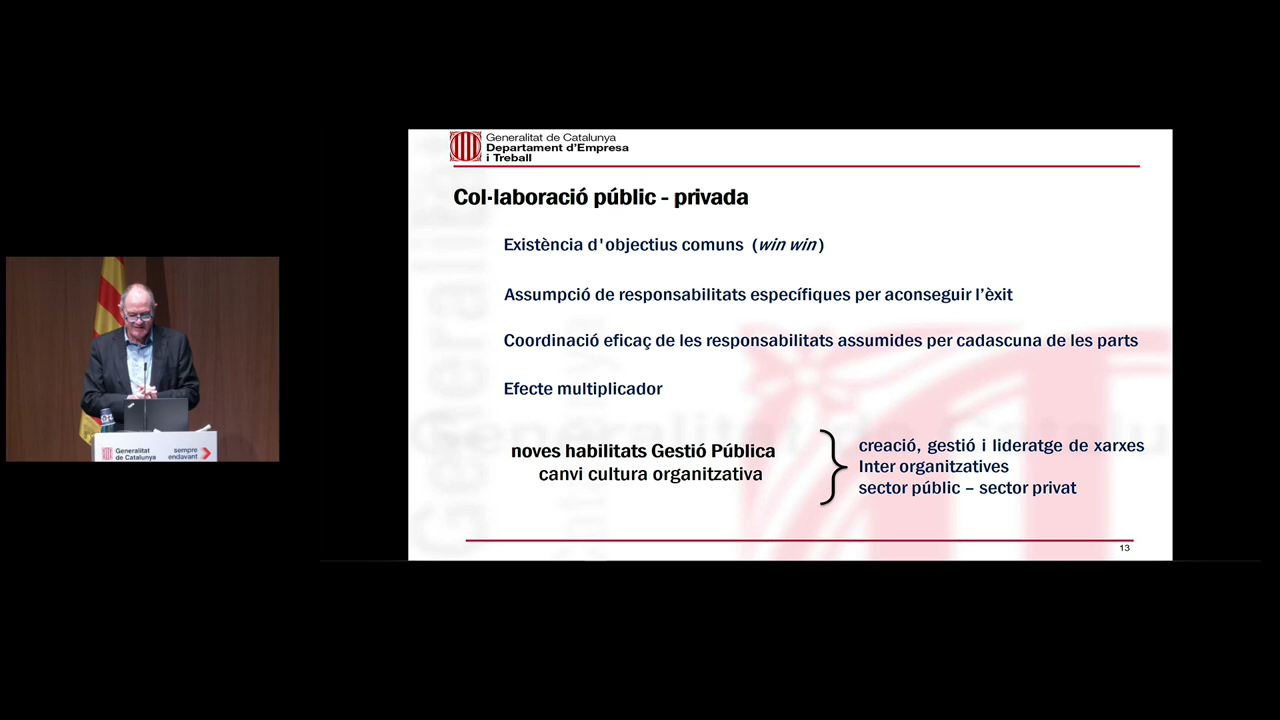 Generalitat de Catalunya
Departament d'Empresa
i Treball
Col·laboració públic - privada
Existència d'objectius comuns (win win)
Assumpció de responsabilitats específiques per aconseguir l'èxit
Coordinació eficaç de les responsabilitats assumides per cadascuna de les parts
Efecte multiplicador
noves habilitats Gestió Pública
canvi cultura organitzativa
creació, gestió i lideratge de xarxes
Inter organitzatives
sector públic – sector privat
13
Generalitat
de Catalunya
sempre
endavant